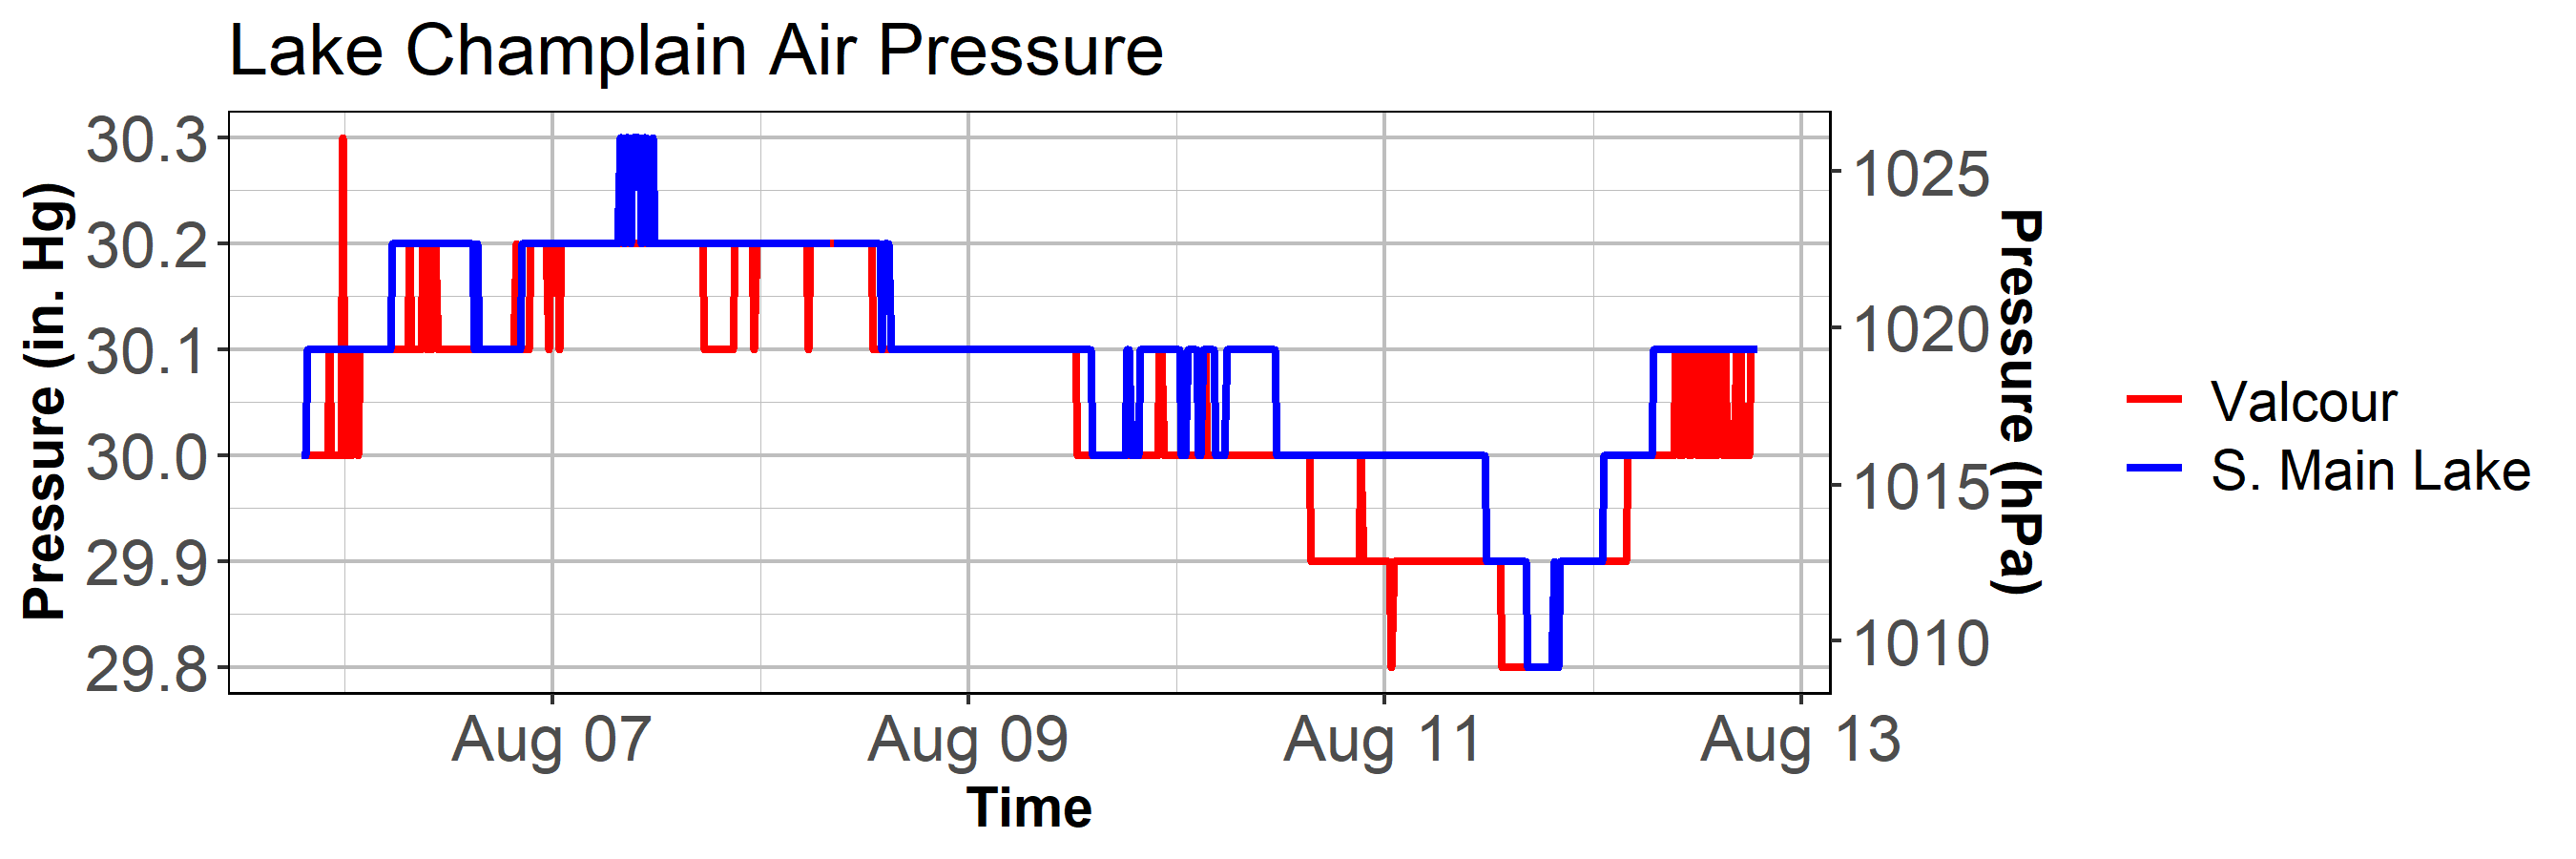 Lake Champlain Air Pressure
30.3
30.2
30.1
30.0
29.9
29.8
Pressure (in. Hg)
1025
1020
1015
1010
Pressure (hPa)
Aug 07
Aug 09
Aug 11
Aug 13
Time
Valcour
S. Main Lake